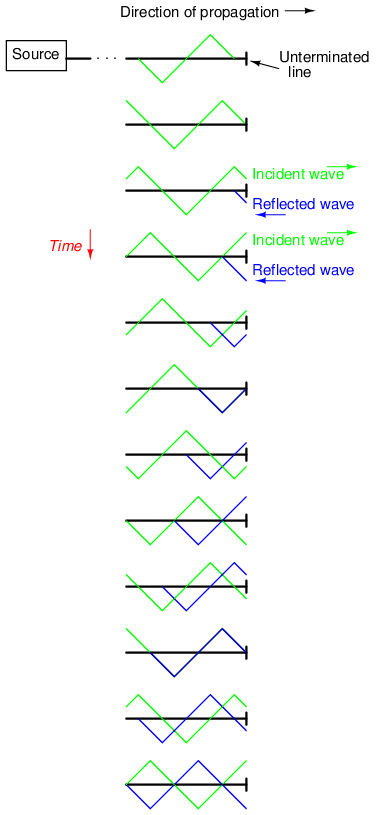 Direction of propagation
Source
Unterminated
line
Incident wave
Reflected wave
Time
Incident wave
Reflected wave